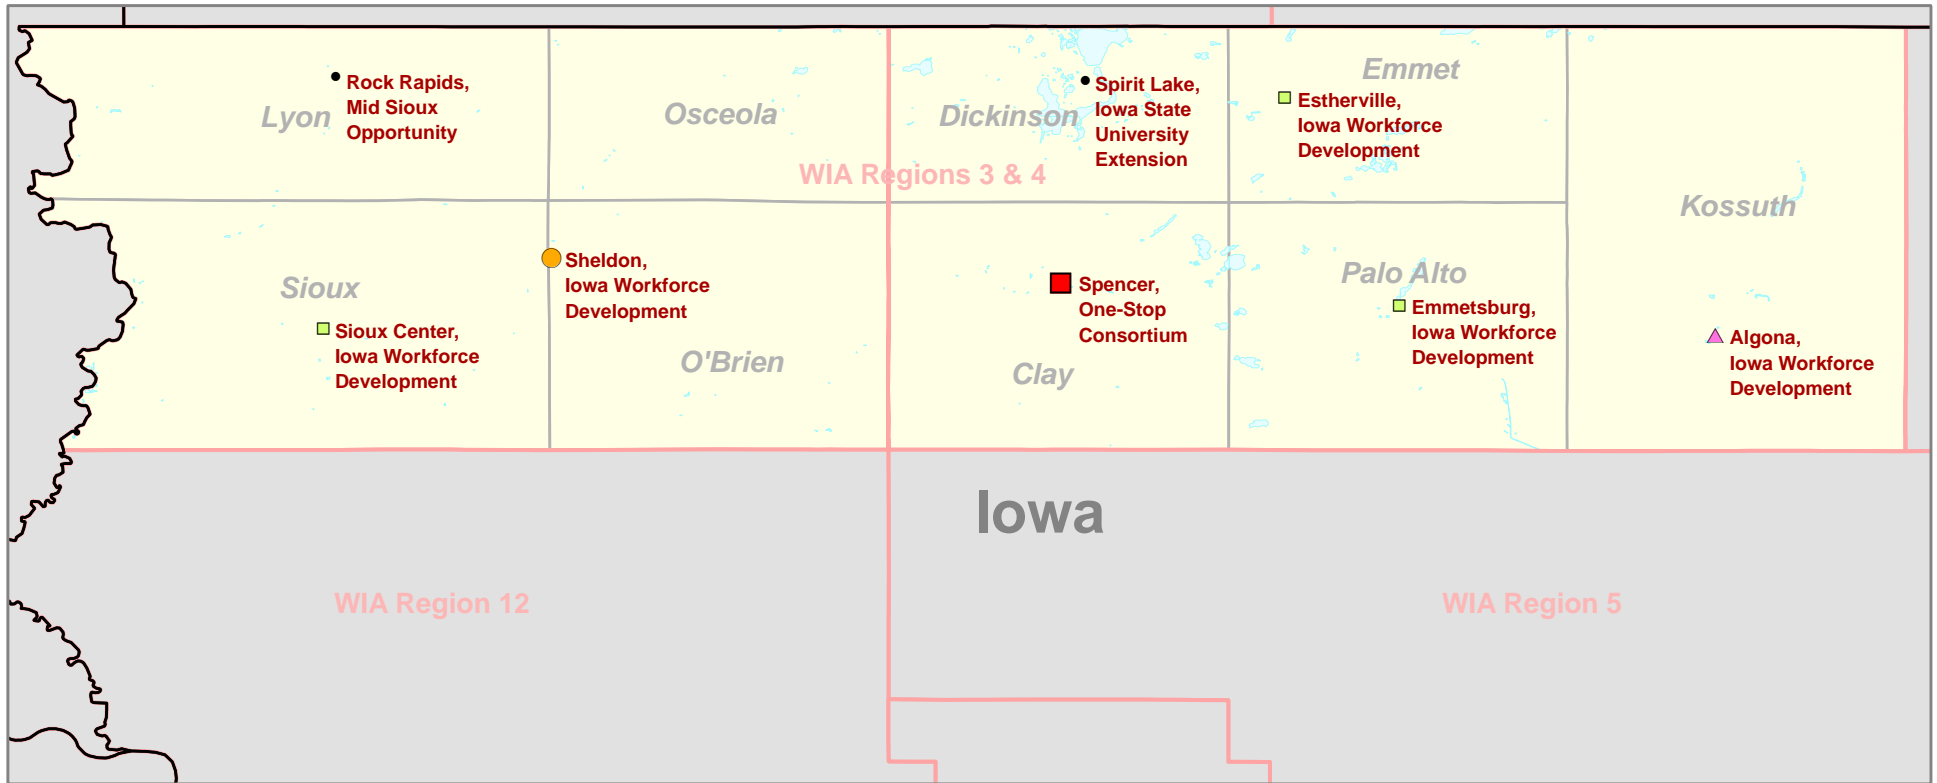 Rock Rapids,
Mid Sioux
Opportunity
Lyon
Osceola
Dickinson
Spirit Lake,
Iowa State
University
Extension
Emmet
Estherville,
Iowa Workforce
Development
WIA Regions 3 & 4
Kossuth
Sioux
Sioux Center,
Iowa Workforce
Development
Sheldon,
Iowa Workforce
Development
O'Brien
Spencer,
One-Stop
Consortium
Clay
Palo Alto
Emmetsburg,
Iowa Workforce
Development
Algona,
Iowa Workforce
Development
Iowa
WIA Region 12
WIA Region 5